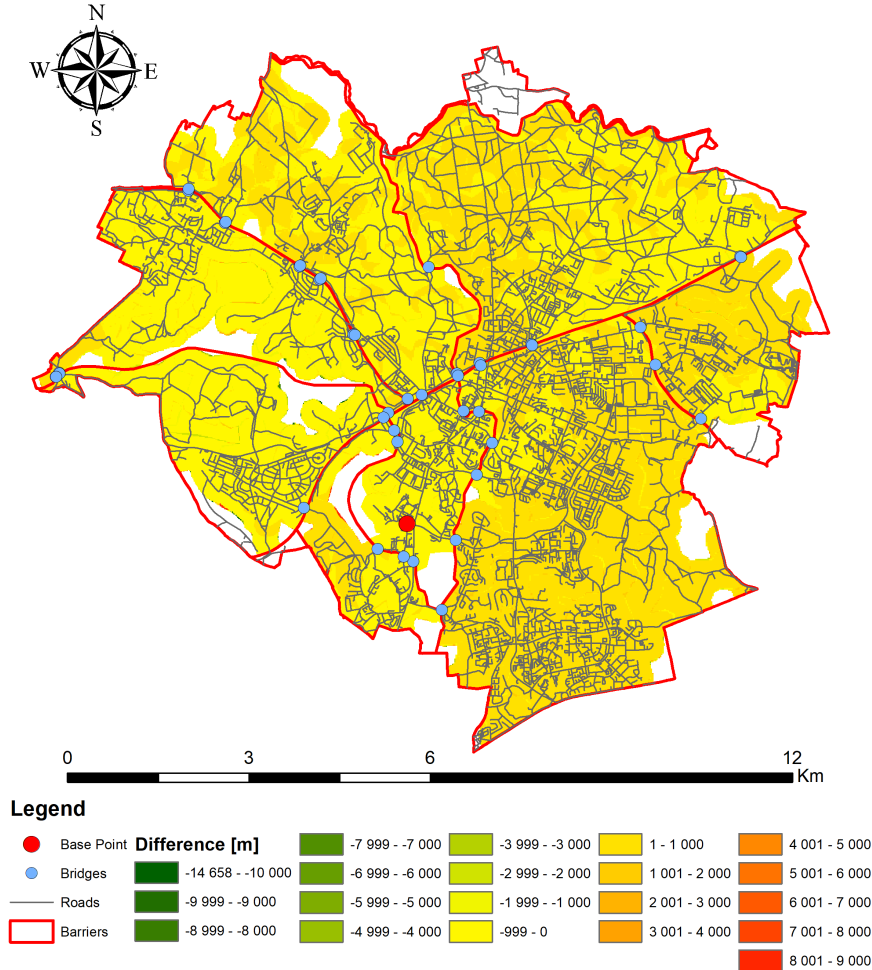 N
W E
S
0 3 6 12
Km
Legend
Base Point
Bridges
Roads
Barriers
Difference [m]
-14 658 - -10 000
-9 999 - -9 000
-8 999 - -8 000
-7 999 - -7 000
-6 999 - -6 000
-5 999 - -5 000
-4 999 - -4 000
-3 999 - -3 000
-2 999 - -2 000
-1 999 - -1 000
-999 - 0
1 - 1 000
1 001 - 2 000
2 001 - 3 000
3 001 - 4 000
4 001 - 5 000
5 001 - 6 000
6 001 - 7 000
7 001 - 8 000
8 001 - 9 000